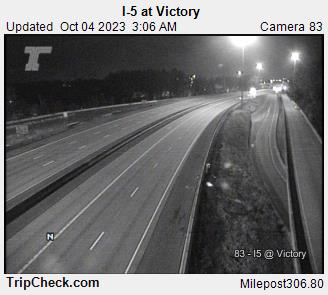 I-5 at Victory
Updated Oct 04 2023 3:06 AM Camera 83
T
N
83 - I5 @ Victory
TripCheck.com Milepost306.80